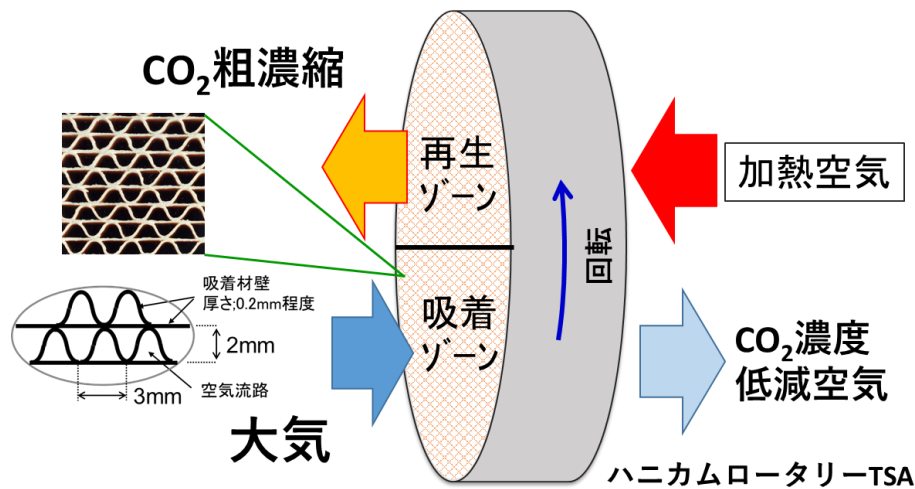 CO₂粗濃縮
再生
ゾーン
加熱空気
回転
吸着材壁
厚さ;0.2mm程度
2mm
空気流路
3mm
吸着
ゾーン
大気
CO₂濃度
低減空気
ハニカムロータリーTSA